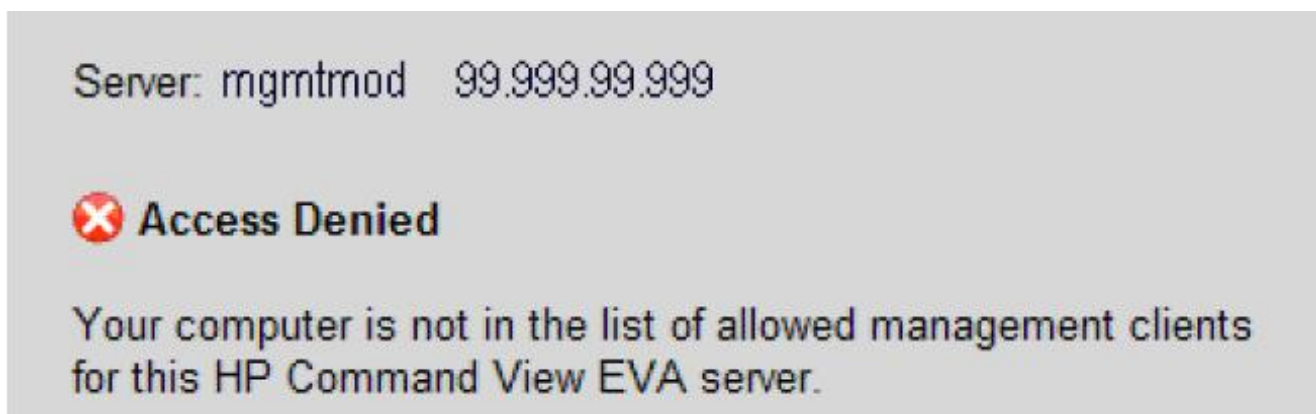 Server: mgmtmod 99.999.99.999
Access Denied
Your computer is not in the list of allowed management clients
for this HP Command View EVA server.